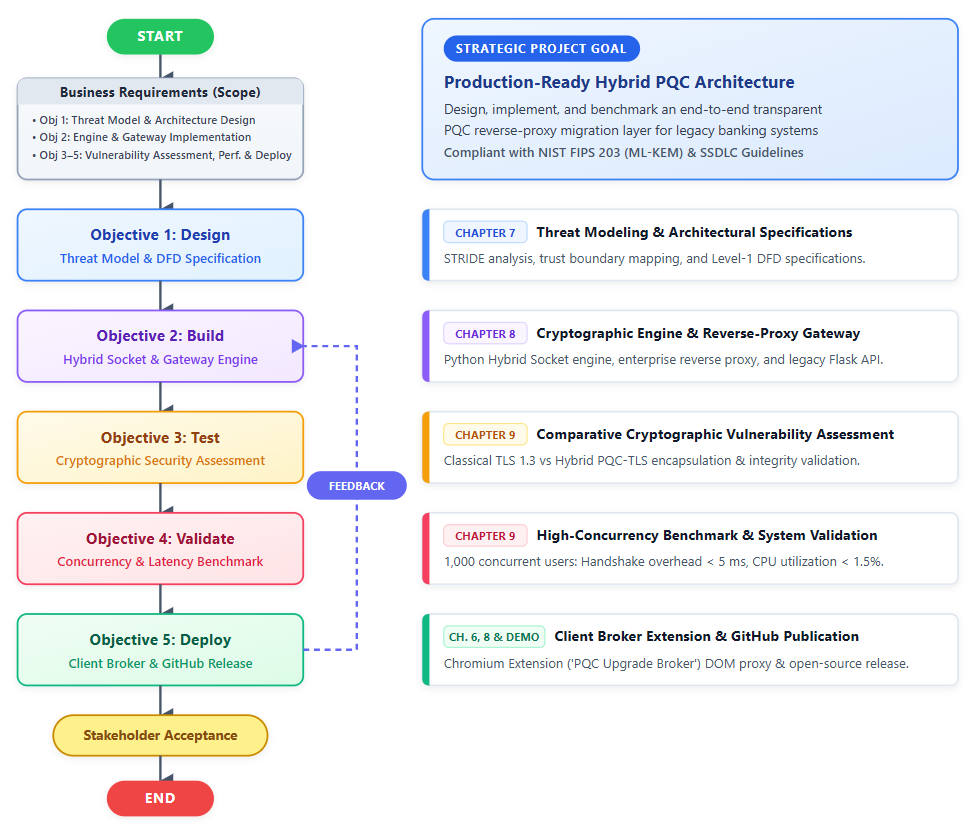 START
Business Requirements (Scope)
• Obj 1: Threat Model & Architecture Design
• Obj 2: Engine & Gateway Implementation
• Obj 3–5: Vulnerability Assessment, Perf. & Deploy
Objective 1: Design
Threat Model & DFD Specification
Objective 2: Build
Hybrid Socket & Gateway Engine
Objective 3: Test
Cryptographic Security Assessment
FEEDBACK
Objective 4: Validate
Concurrency & Latency Benchmark
Objective 5: Deploy
Client Broker & GitHub Release
Stakeholder Acceptance
END
STRATEGIC PROJECT GOAL
Production-Ready Hybrid PQC Architecture
Design, implement, and benchmark an end-to-end transparent
PQC reverse-proxy migration layer for legacy banking systems
Compliant with NIST FIPS 203 (ML-KEM) & SSDLC Guidelines
CHAPTER 7 Threat Modeling & Architectural Specifications
STRIDE analysis, trust boundary mapping, and Level-1 DFD specifications.
CHAPTER 8 Cryptographic Engine & Reverse-Proxy Gateway
Python Hybrid Socket engine, enterprise reverse proxy, and legacy Flask API.
CHAPTER 9 Comparative Cryptographic Vulnerability Assessment
Classical TLS 1.3 vs Hybrid PQC-TLS encapsulation & integrity validation.
CHAPTER 9 High-Concurrency Benchmark & System Validation
1,000 concurrent users: Handshake overhead < 5 ms, CPU utilization < 1.5%.
CH. 6, 8 & DEMO Client Broker Extension & GitHub Publication
Chromium Extension ('PQC Upgrade Broker') DOM proxy & open-source release.